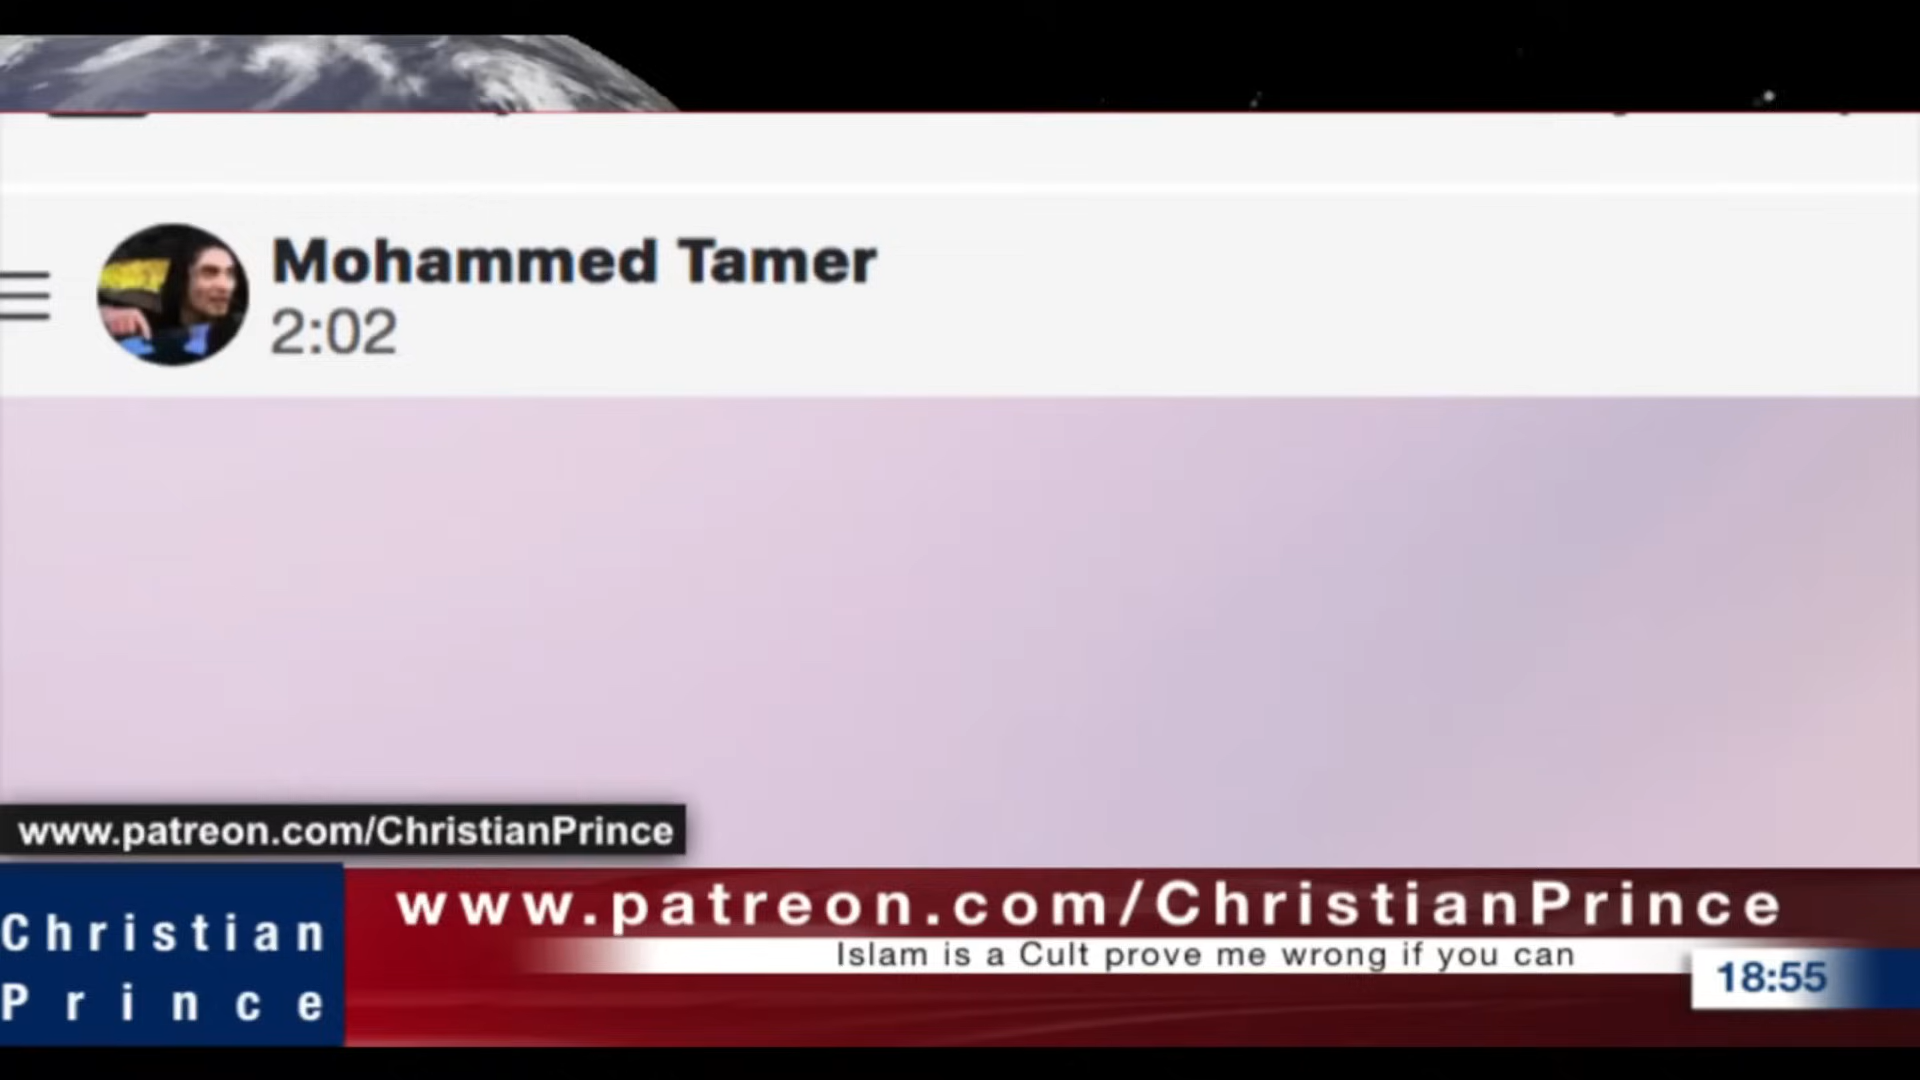 Mohammed Tamer
2:02
www.patreon.com/ChristianPrince
Christian
Prince
www.patreon.com/ChristianPrince
Islam is a Cult prove me wrong if you can
18:55